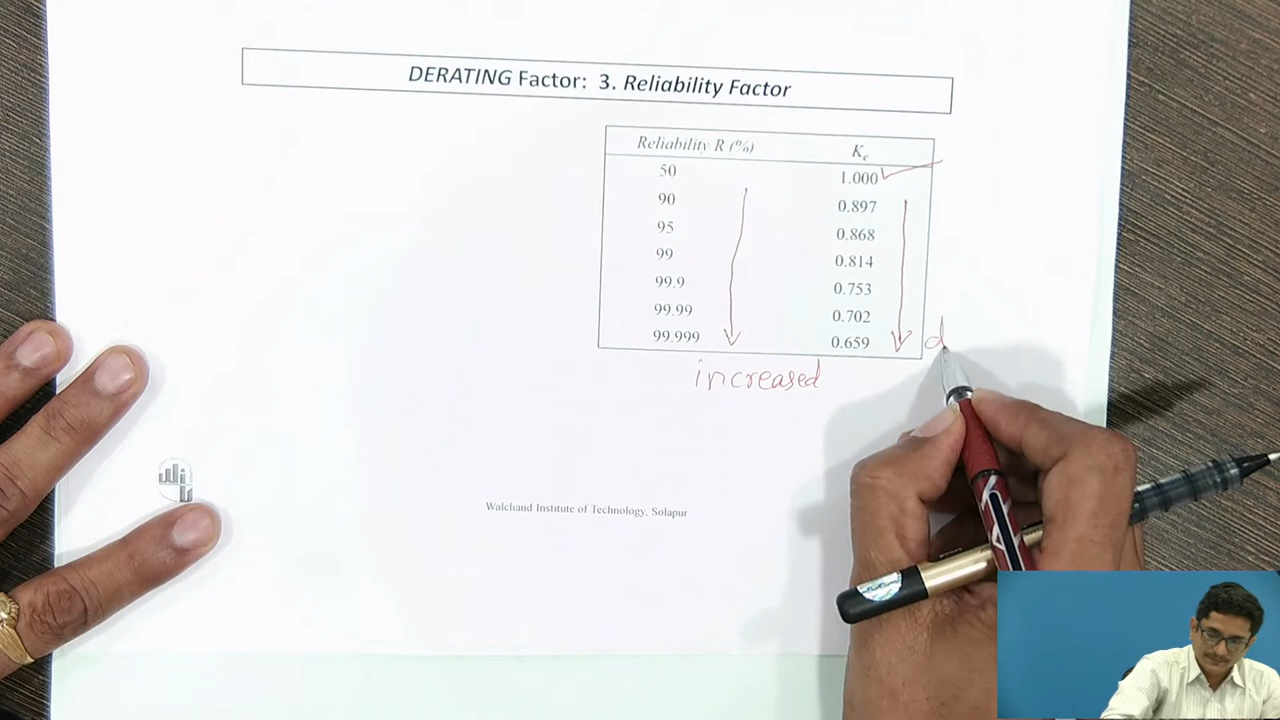 DERATING Factor: 3. Reliability Factor
Reliability R (%) Kc
50 1.000
90 0.897
95 0.868
99 0.814
99.9 0.753
99.99 0.702
99.999 0.659
d
increased
Walchand Institute of Technology, Solapur